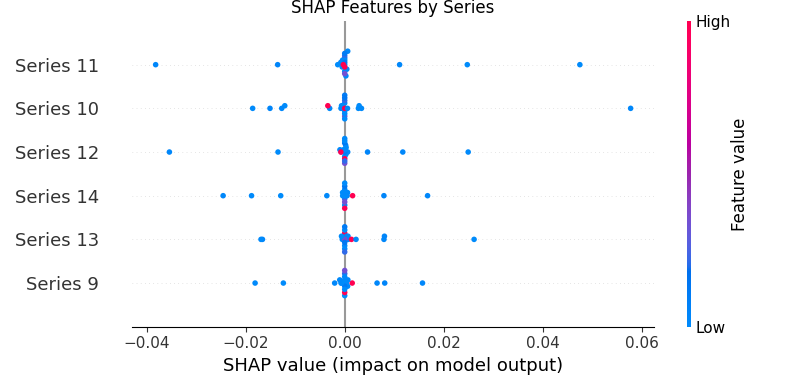 SHAP Features by Series
High
Series 11
Series 10
Series 12
Series 14
Series 13
Series 9
Feature value
Low
−0.04 −0.02 0.00 0.02 0.04 0.06
SHAP value (impact on model output)